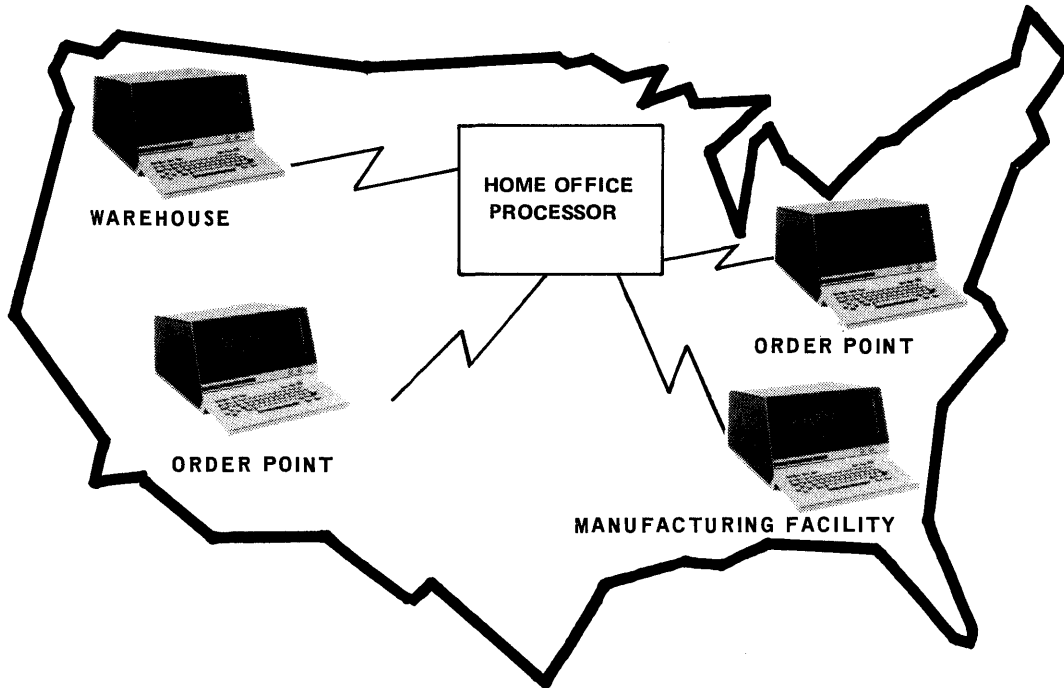 HOME OFFICE
PROCESSOR
WAREHOUSE
ORDER POINT
ORDER POINT
MANUFACTURING FACILITY